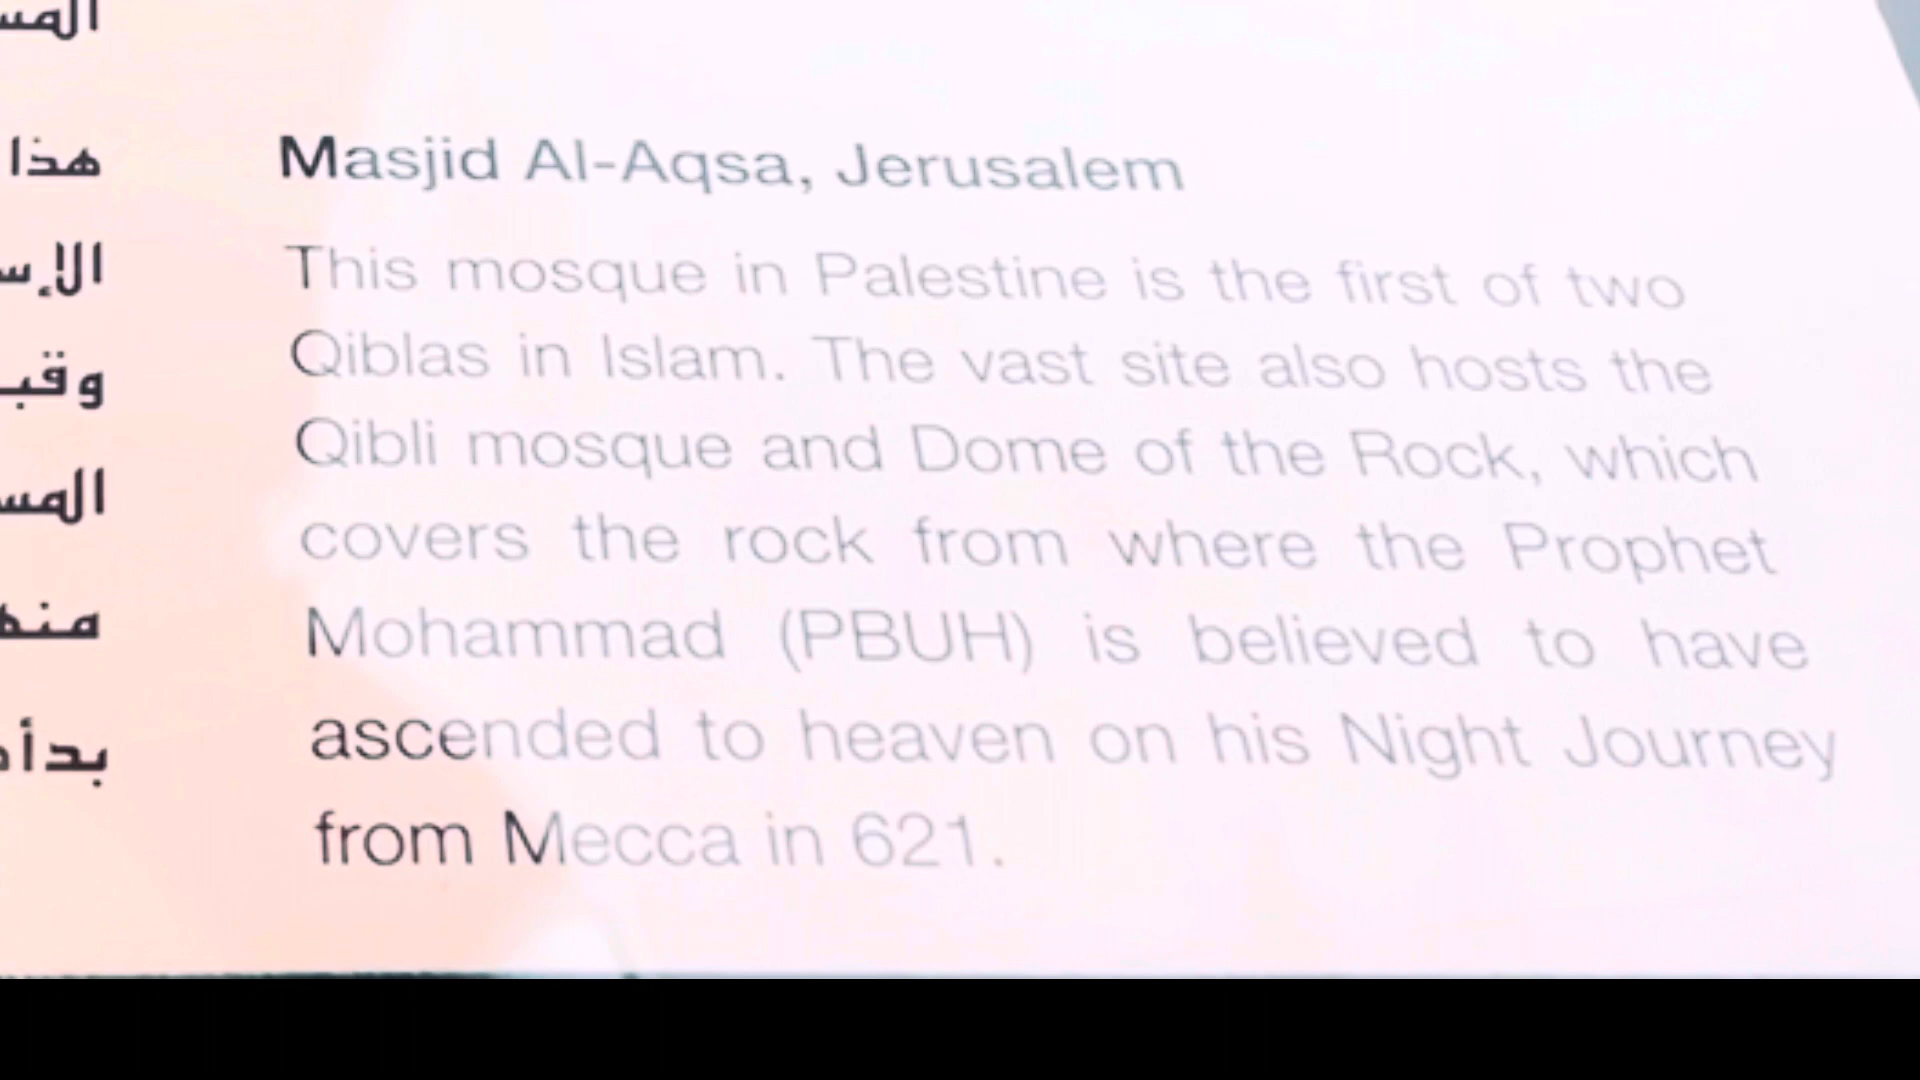 Masjid Al-Aqsa, Jerusalem
This mosque in Palestine is the first of two
Qiblas in Islam. The vast site also hosts the
Qibli mosque and Dome of the Rock, which
covers the rock from where the Prophet
Mohammad (PBUH) is believed to have
ascended to heaven on his Night Journey
from Mecca in 621.
هذا